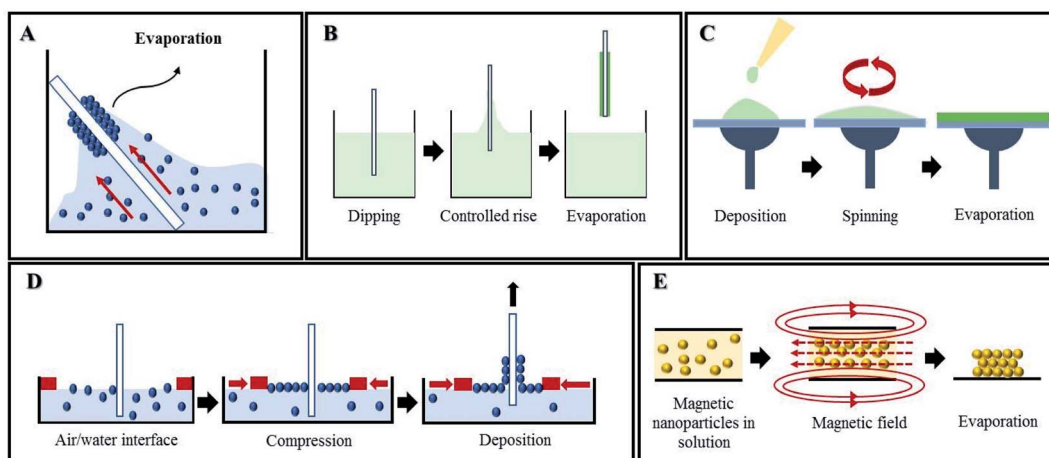 A
Evaporation
B
Dipping
Controlled rise
Evaporation
C
Deposition
Spinning
Evaporation
D
Air/water interface
Compression
Deposition
E
Magnetic
nanoparticles in
solution
Magnetic field
Evaporation